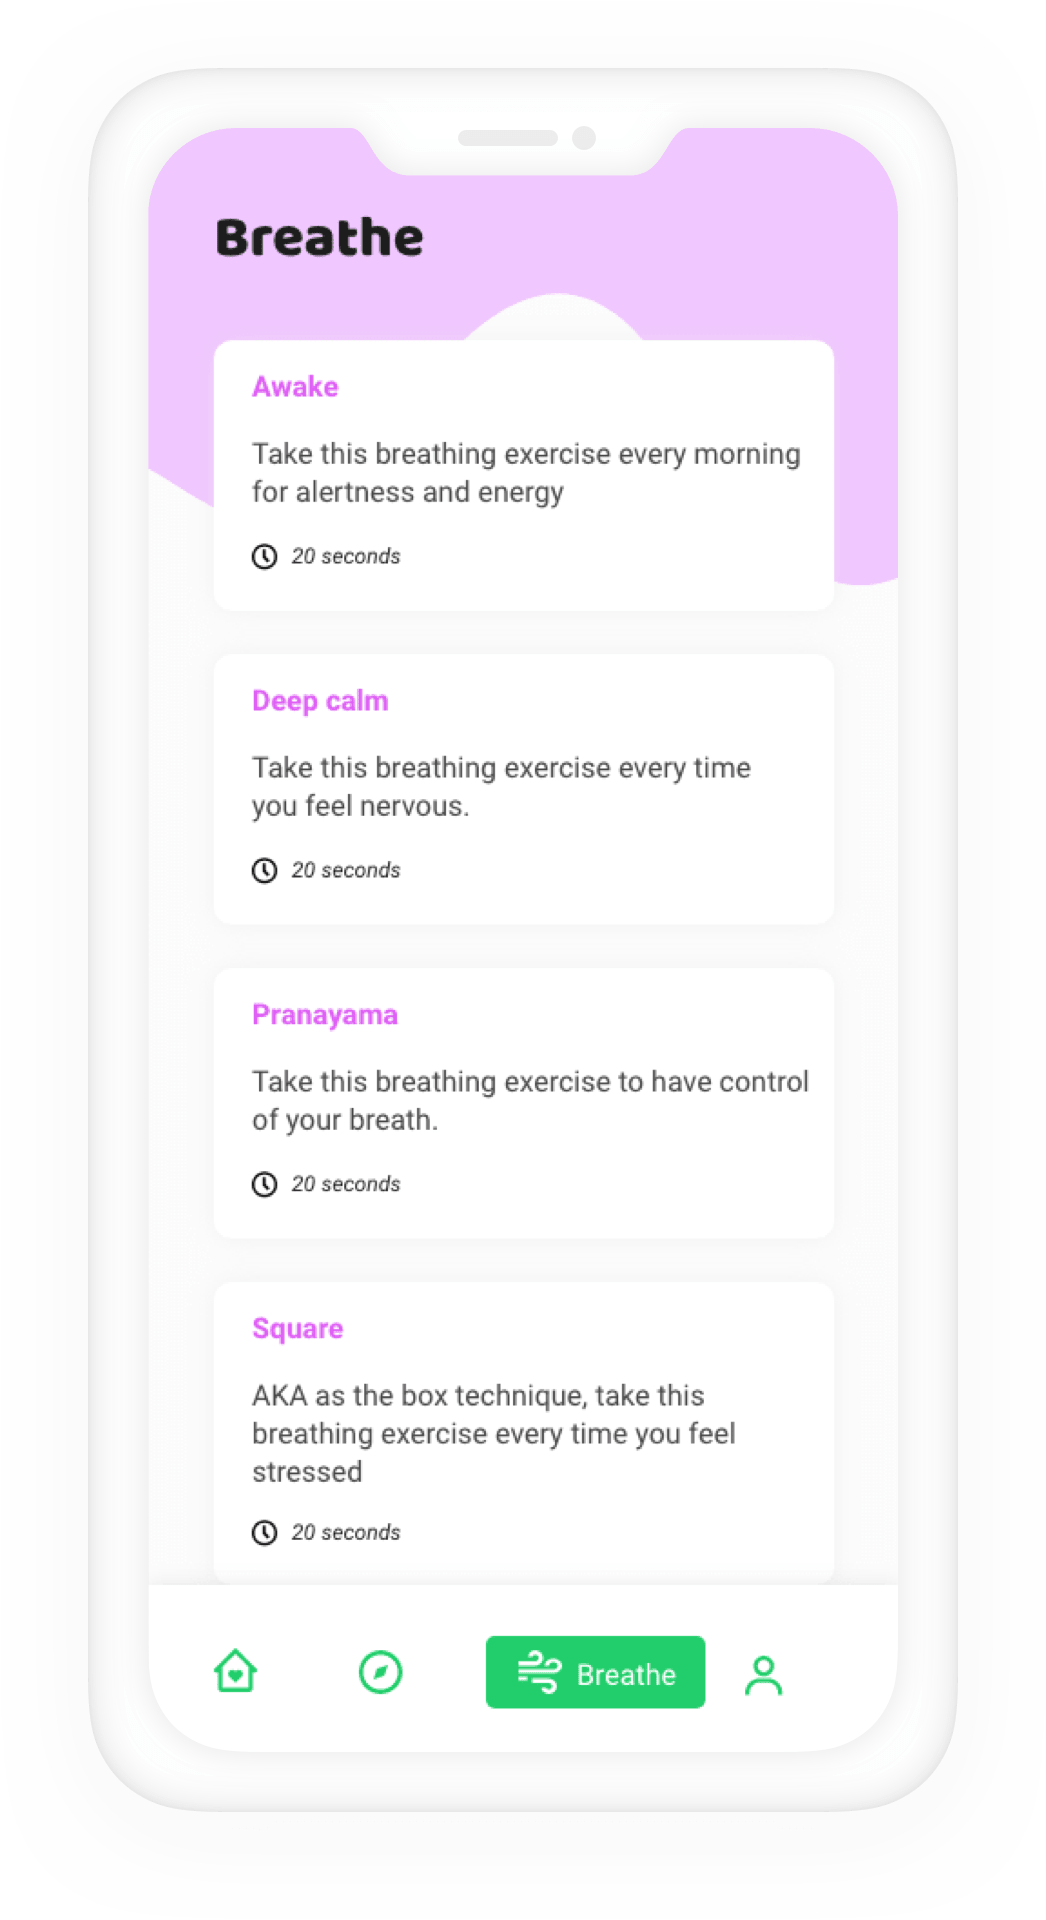 Breathe
Awake
Take this breathing exercise every morning
for alertness and energy
20 seconds
Deep calm
Take this breathing exercise every time
you feel nervous.
20 seconds
Pranayama
Take this breathing exercise to have control
of your breath.
20 seconds
Square
AKA as the box technique, take this
breathing exercise every time you feel
stressed
20 seconds
Breathe